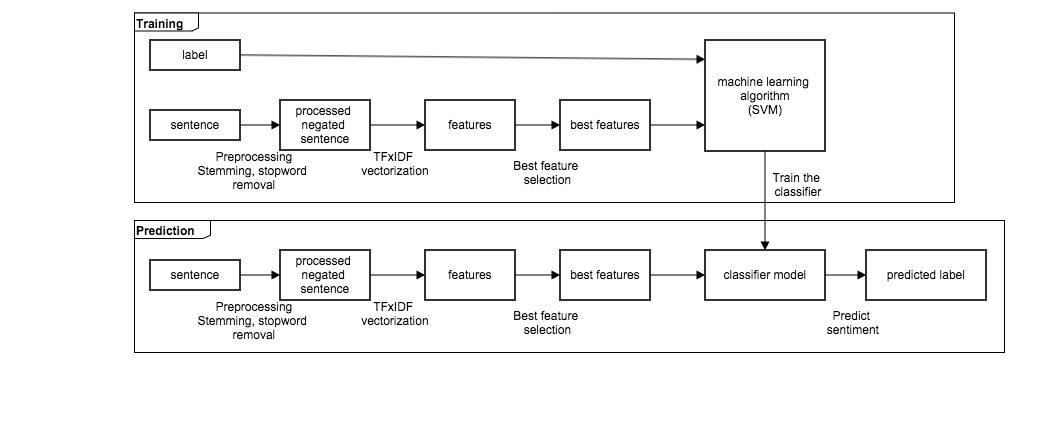 Training
label
machine learning
algorithm
(SVM)
sentence
processed
negated
sentence
features
best features
Preprocessing
Stemming, stopword
removal
TFxIDF
vectorization
Best feature
selection
Train the
classifier
Prediction
sentence
processed
negated
sentence
features
best features
classifier model
predicted label
Preprocessing
Stemming, stopword
removal
TFxIDF
vectorization
Best feature
selection
Predict
sentiment